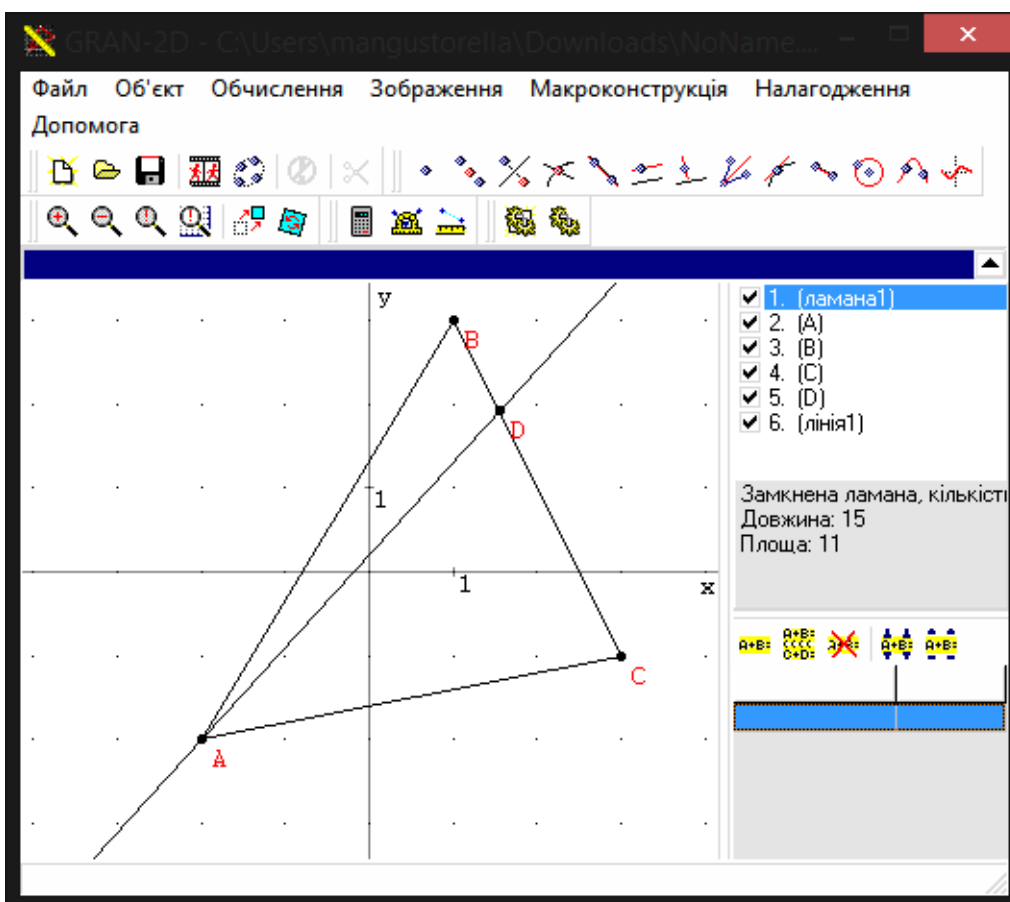 GRAN-2D - C:\Users\mangustorella\Downloads\NoName....
Файл Об'єкт Обчислення Зображення Макроконструкція Налагодження
Допомога
y
B
D
1
1
x
C
A
1. (ламана1)
2. (A)
3. (B)
4. (C)
5. (D)
6. (лінія1)
Замкнена ламана, кількісті
Довжина: 15
Площа: 11
A+B= A+B= C+D= A+B= A+B= A+B=